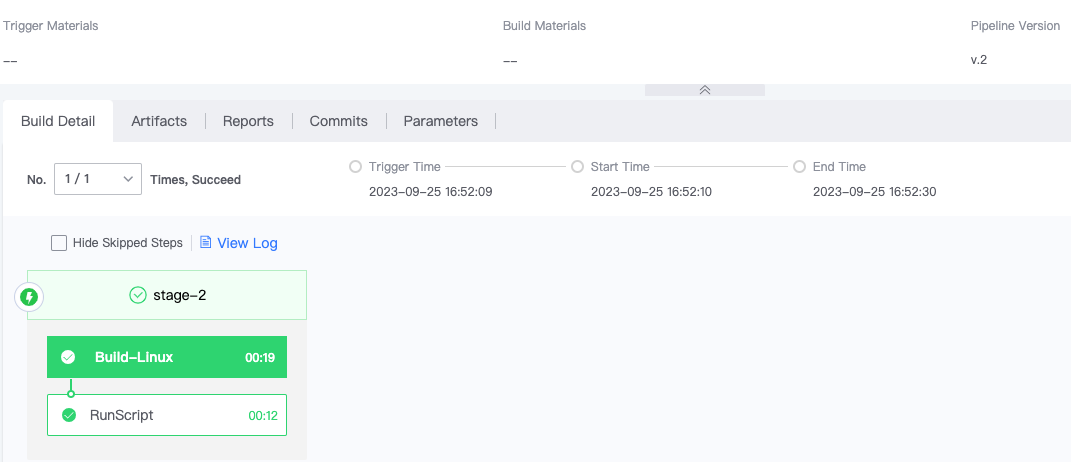 Trigger Materials Build Materials Pipeline Version
-- -- v.2
Build Detail Artifacts Reports Commits Parameters
No. 1 / 1 Times, Succeed
Trigger Time Start Time End Time
2023-09-25 16:52:09 2023-09-25 16:52:10 2023-09-25 16:52:30
Hide Skipped Steps View Log
stage-2
Build-Linux 00:19
RunScript 00:12